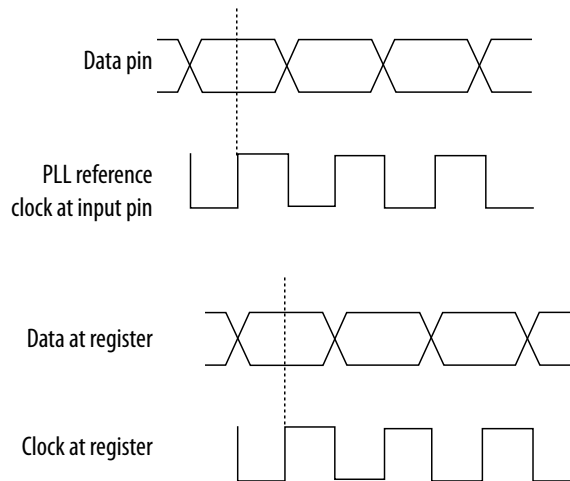 Data pin
PLL reference
clock at input pin
Data at register
Clock at register